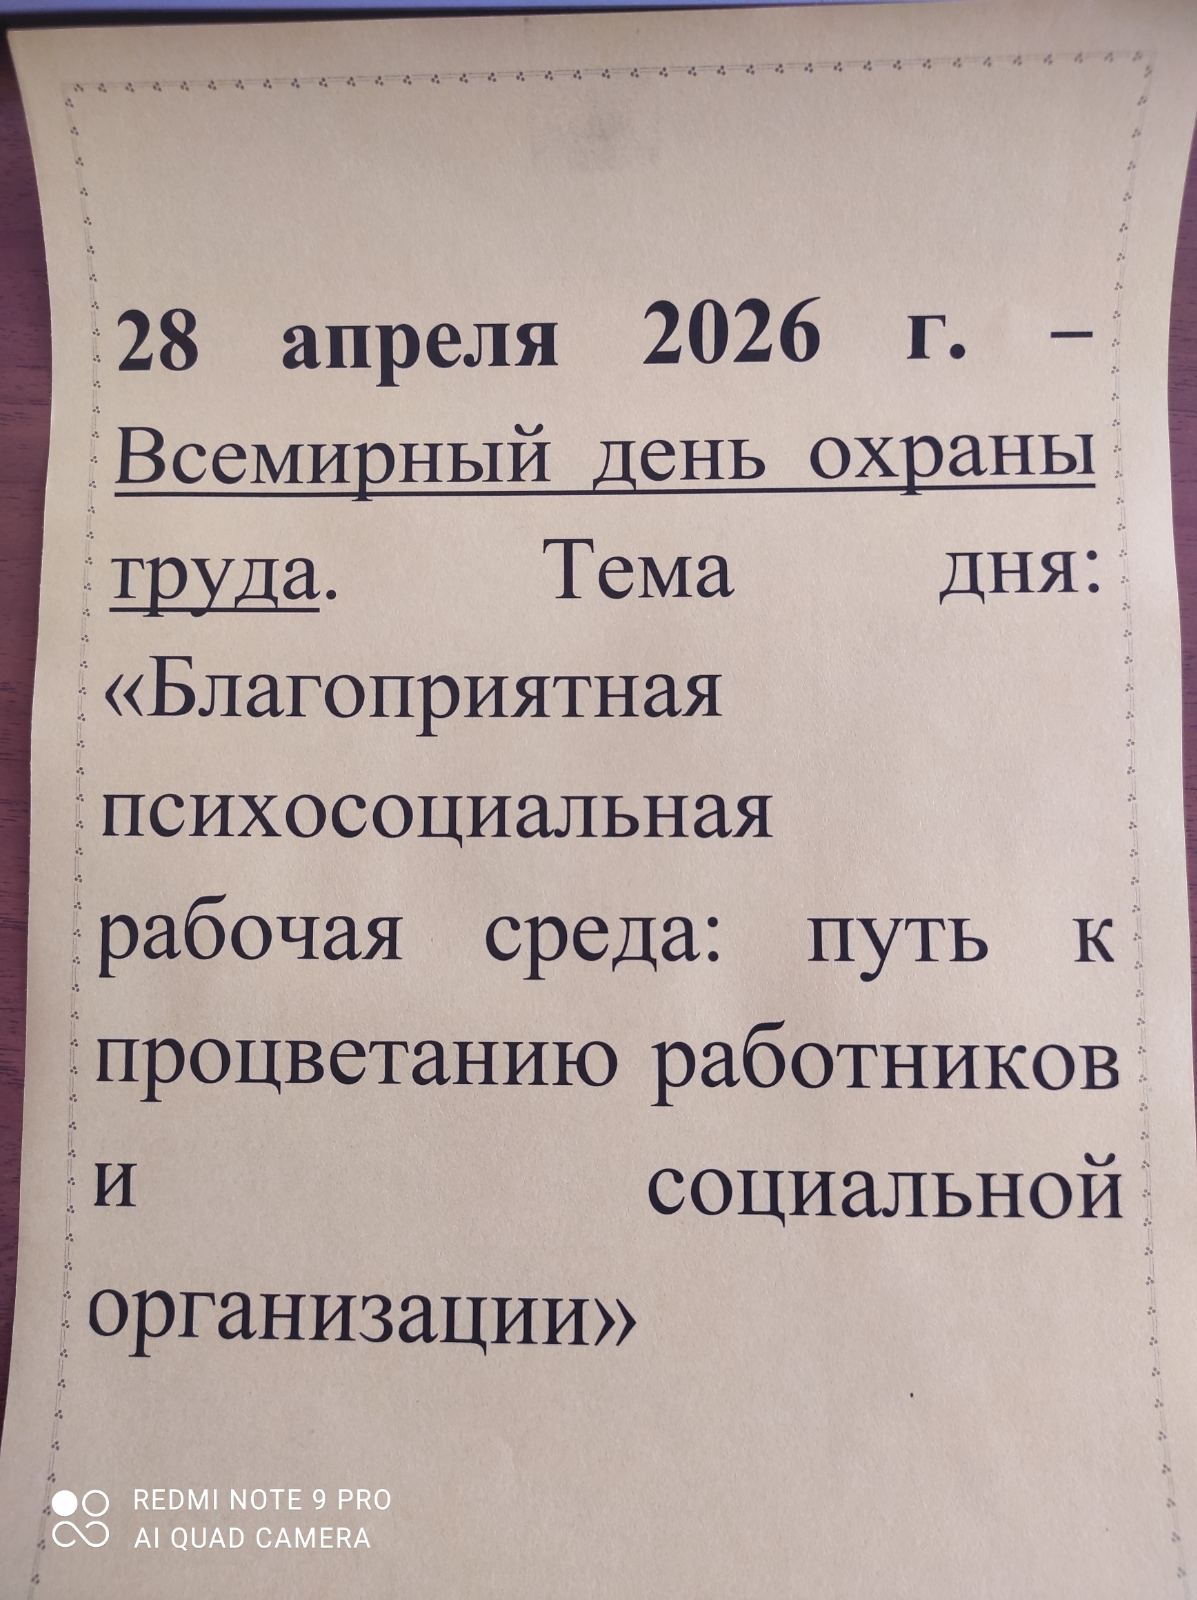 28 апреля 2026 г. –
Всемирный день охраны
труда. Тема дня:
«Благоприятная
психосоциальная
рабочая среда: путь к
процветанию работников
и социальной
организации»
REDMI NOTE 9 PRO
AI QUAD CAMERA